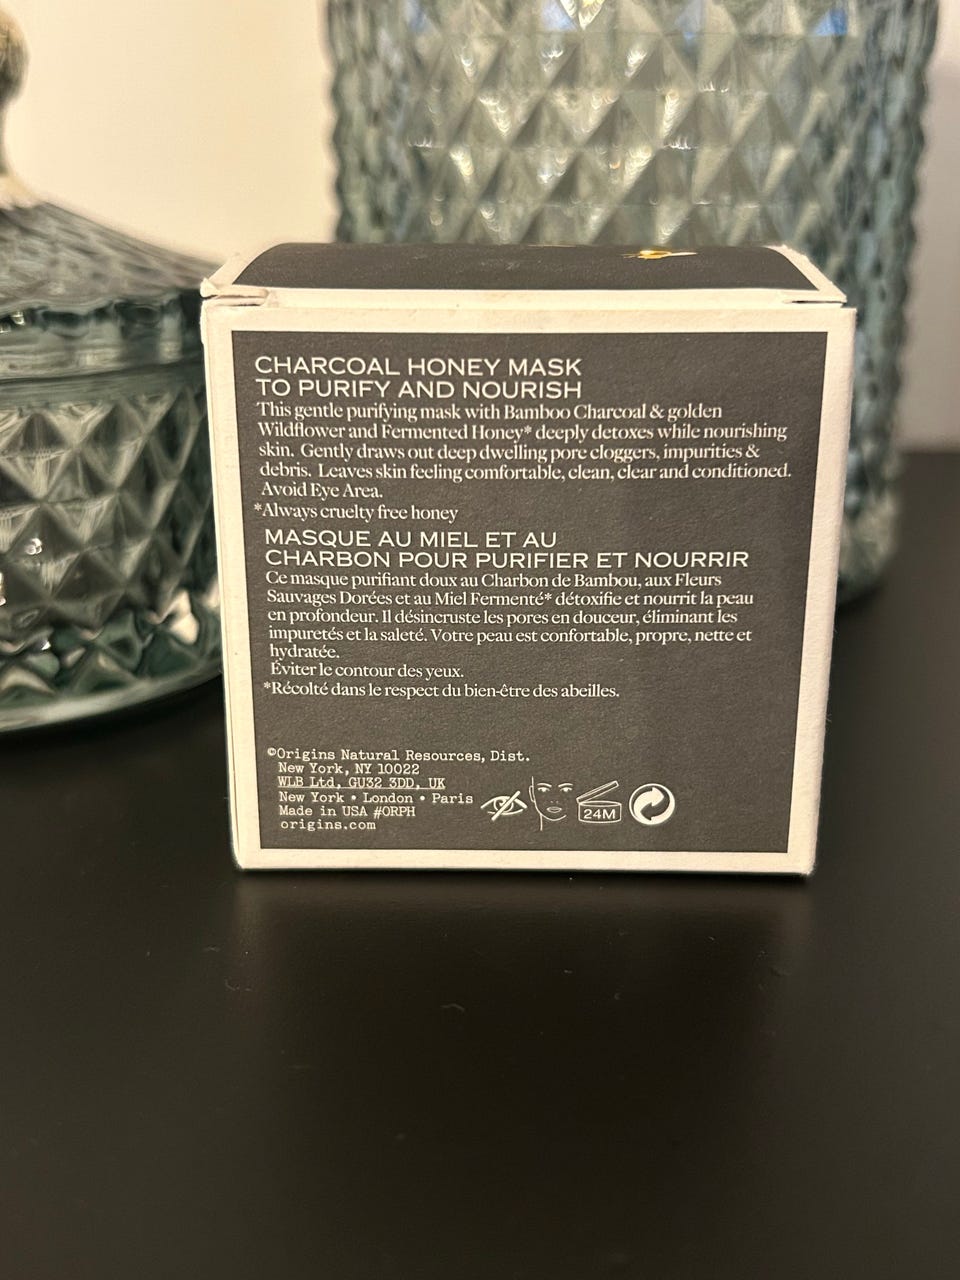 CHARCOAL HONEY MASK
TO PURIFY AND NOURISH
This gentle purifying mask with Bamboo Charcoal & golden
Wildflower and Fermented Honey* deeply detoxes while nourishing
skin. Gently draws out deep dwelling pore cloggers, impurities &
debris. Leaves skin feeling comfortable, clean, clear and conditioned.
Avoid Eye Area.
*Always cruelty free honey
MASQUE AU MIEL ET AU
CHARBON POUR PURIFIER ET NOURRIR
Ce masque purifiant doux au Charbon de Bambou, aux Fleurs
Sauvages Dorées et au Miel Fermenté* détoxifie et nourrit la peau
en profondeur. Il désincruste les pores en douceur, éliminant les
impuretés et la saleté. Votre peau est confortable, propre, nette et
hydratée.
Éviter le contour des yeux.
*Récolté dans le respect du bien-être des abeilles.
©Origins Natural Resources, Dist.
New York, NY 10022
WLB Ltd, GU32 3DD, UK
New York • London • Paris
Made in USA #ORPH
origins.com
24M